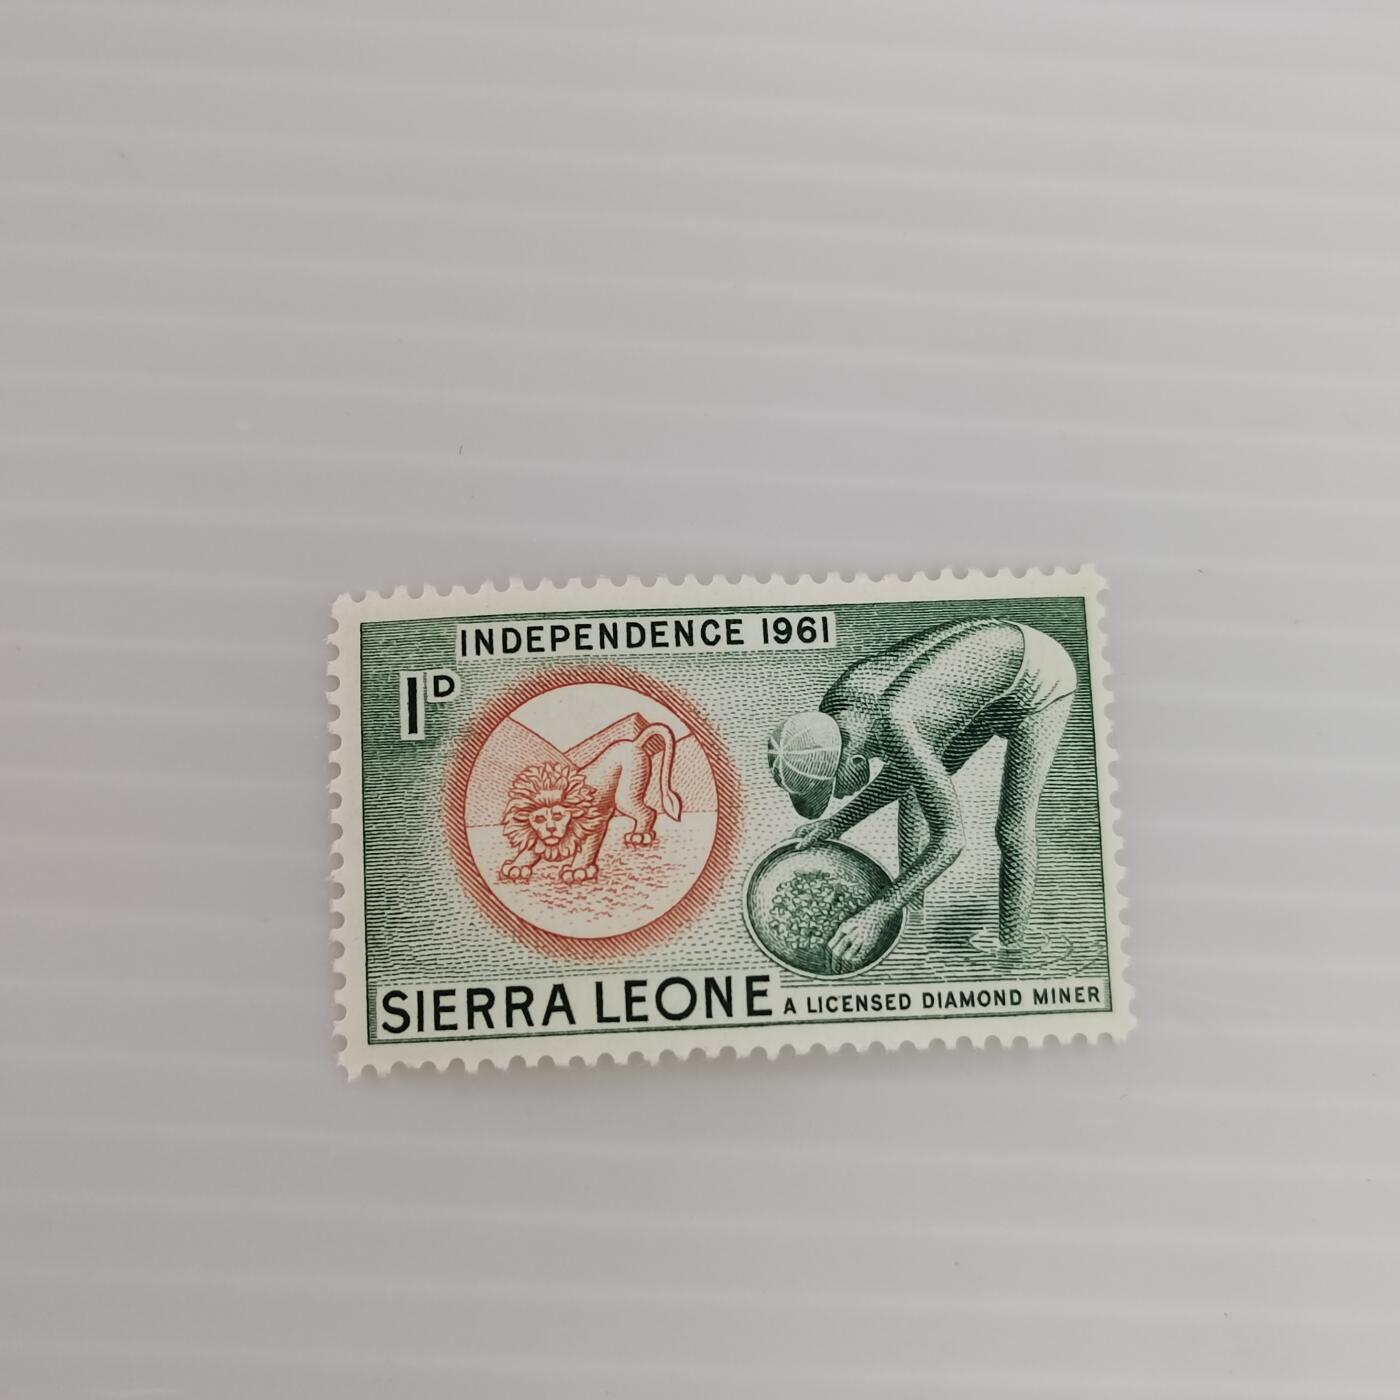 INDEPENDENCE 1961
1D
SIERRA LEONE
A LICENSED DIAMOND MINER